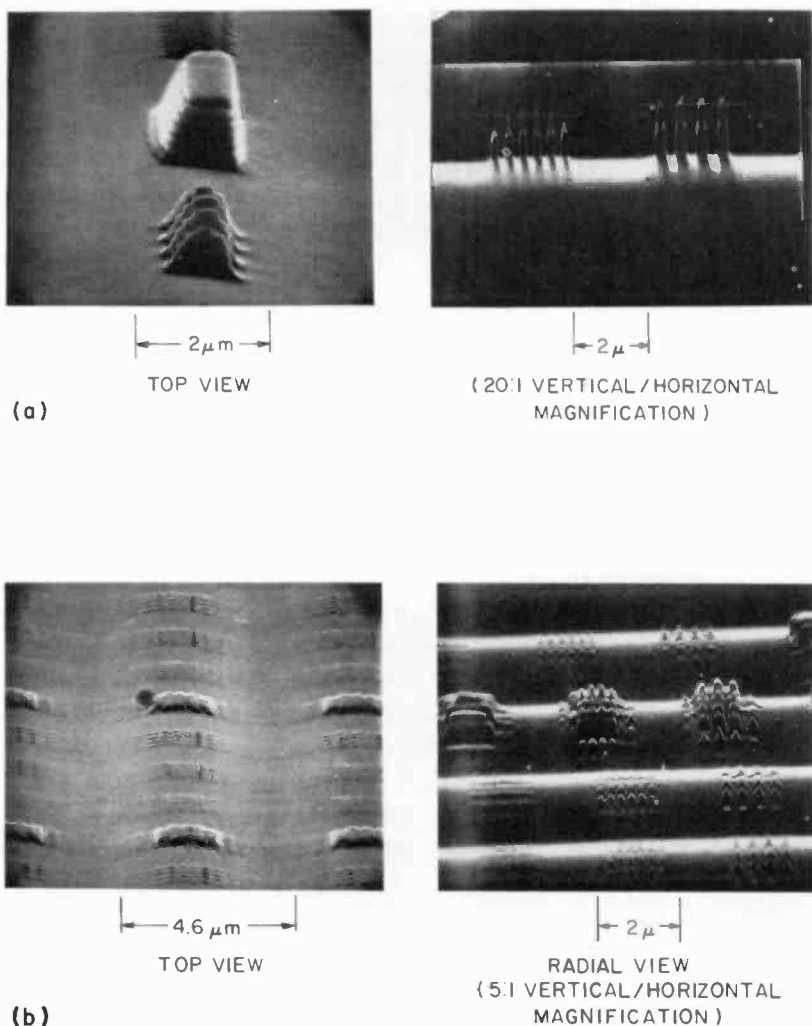 2μm
TOP VIEW
2μ
(20:1 VERTICAL/HORIZONTAL
MAGNIFICATION)
(a)
4.6 μm
TOP VIEW
2μ
RADIAL VIEW
(5:1 VERTICAL/HORIZONTAL
MAGNIFICATION)
(b)